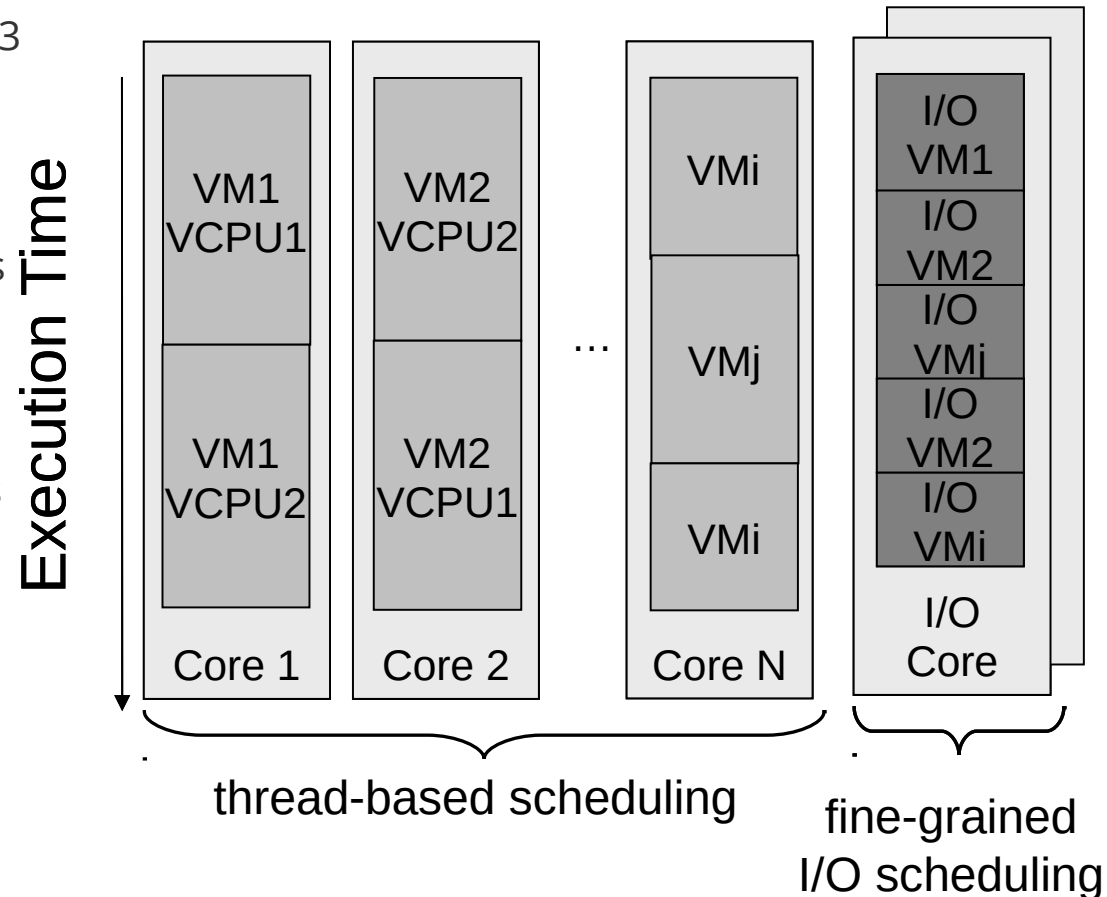 3
s
Execution Time
VM1
VCPU1
VM1
VCPU2
Core 1
VM2
VCPU2
VM2
VCPU1
Core 2
...
VMi
VMj
VMi
Core N
I/O
VM1
I/O
VM2
I/O
VMj
I/O
VM2
I/O
VMi
I/O
Core
thread-based scheduling
fine-grained
I/O scheduling